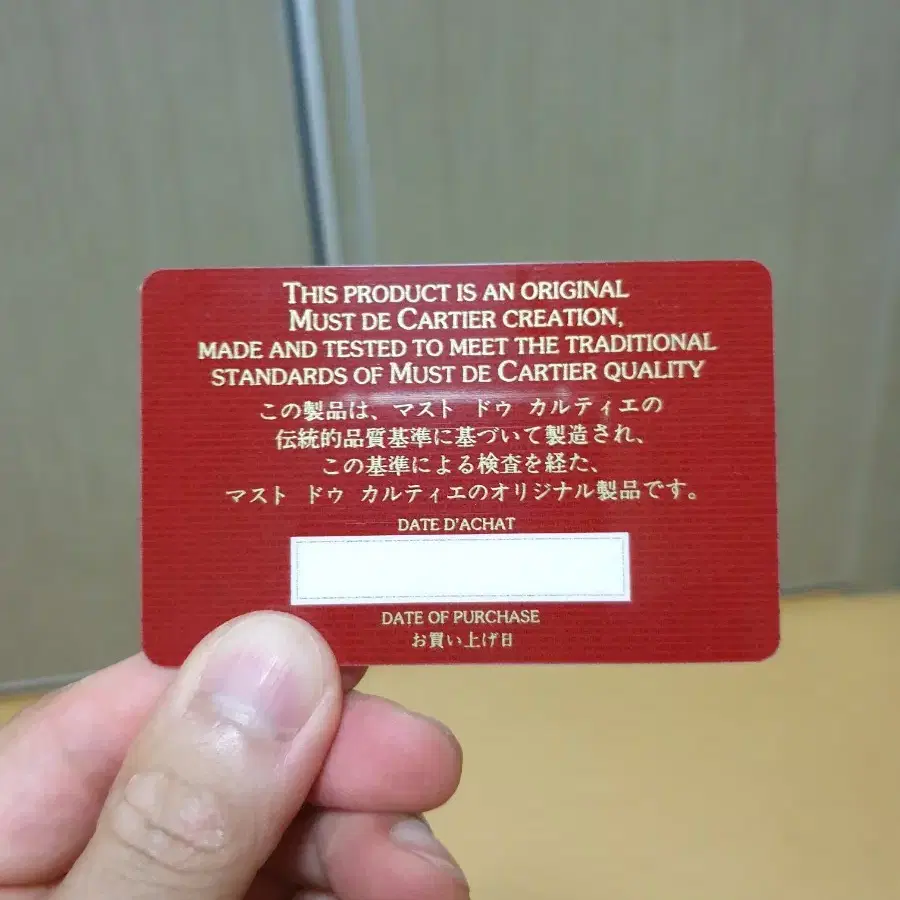 THIS PRODUCT IS AN ORIGINAL
MUST DE CARTIER CREATION,
MADE AND TESTED TO MEET THE TRADITIONAL
STANDARDS OF MUST DE CARTIER QUALITY
この製品は、マスト ドゥ カルティエの
伝統的品質基準に基づいて製造され、
この基準による検査を経た、
マスト ドゥ カルティエのオリジナル製品です。
DATE D'ACHAT
DATE OF PURCHASE
お買い上げ日